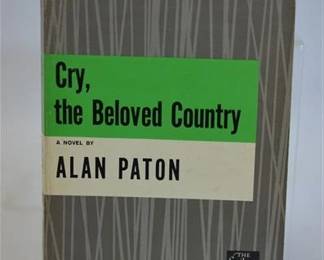 Cry,
the Beloved Country
A NOVEL BY
ALAN PATON
THE